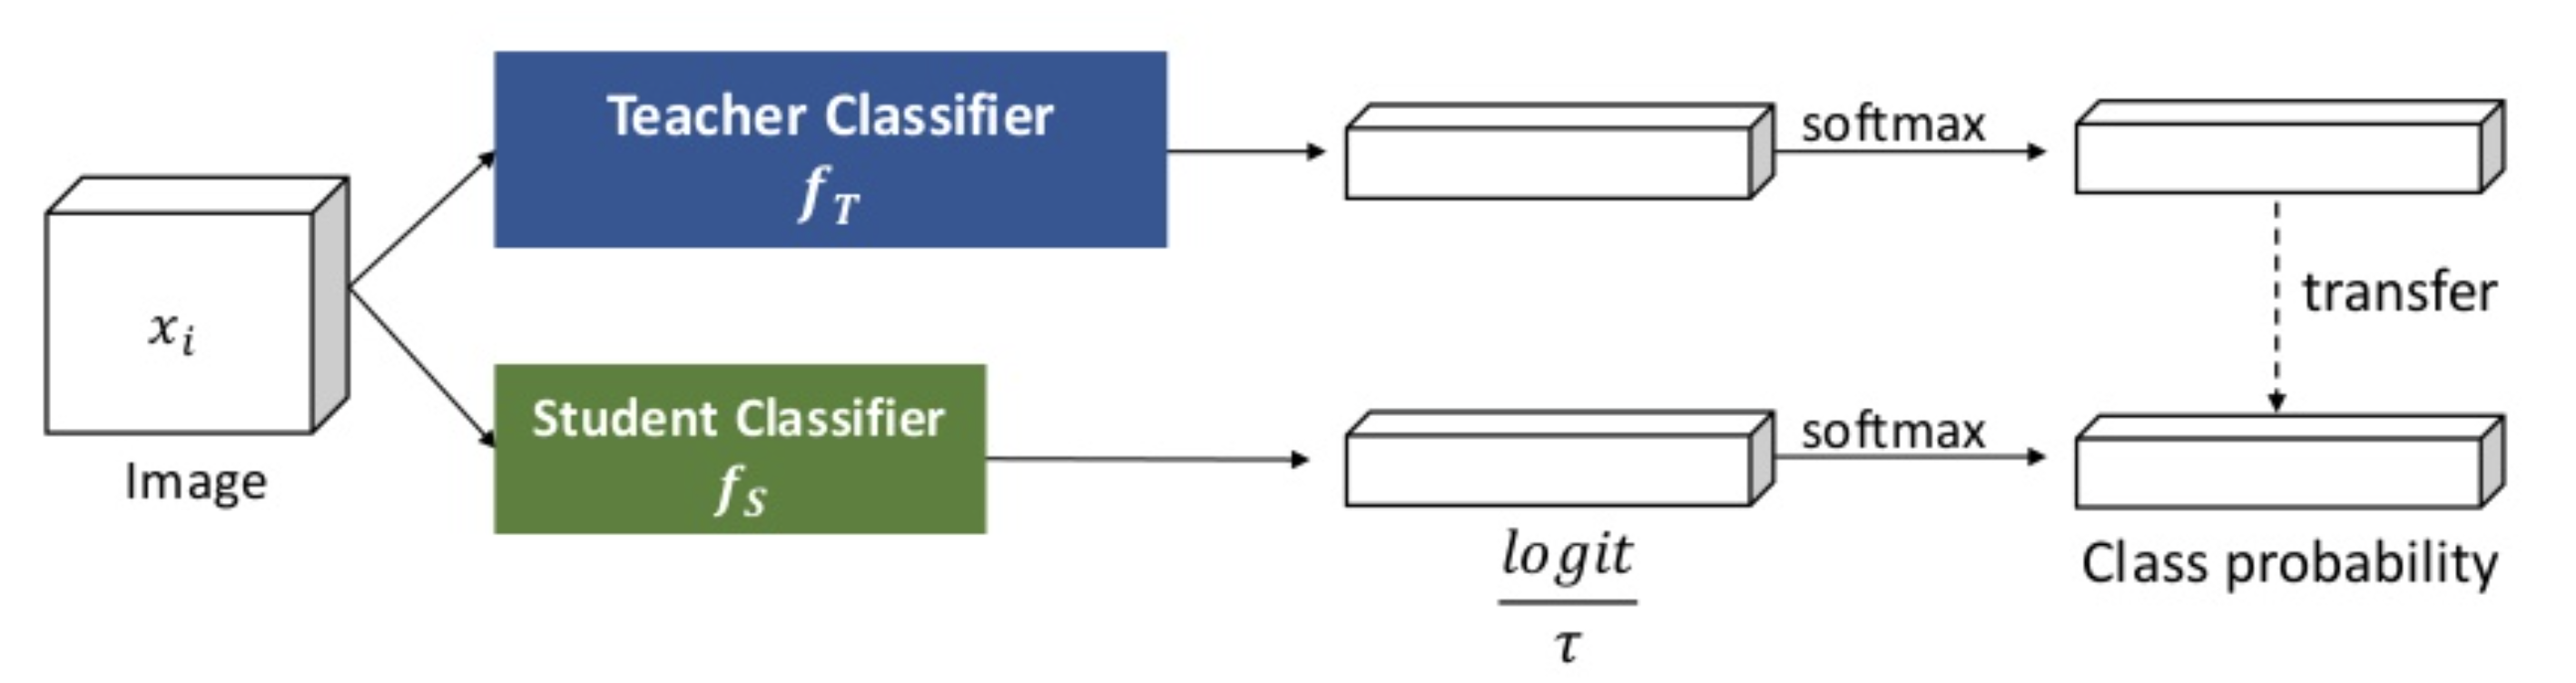 Teacher Classifier
f_T
softmax
x_i
transfer
Student Classifier
f_S
softmax
Image
logit
τ
Class probability